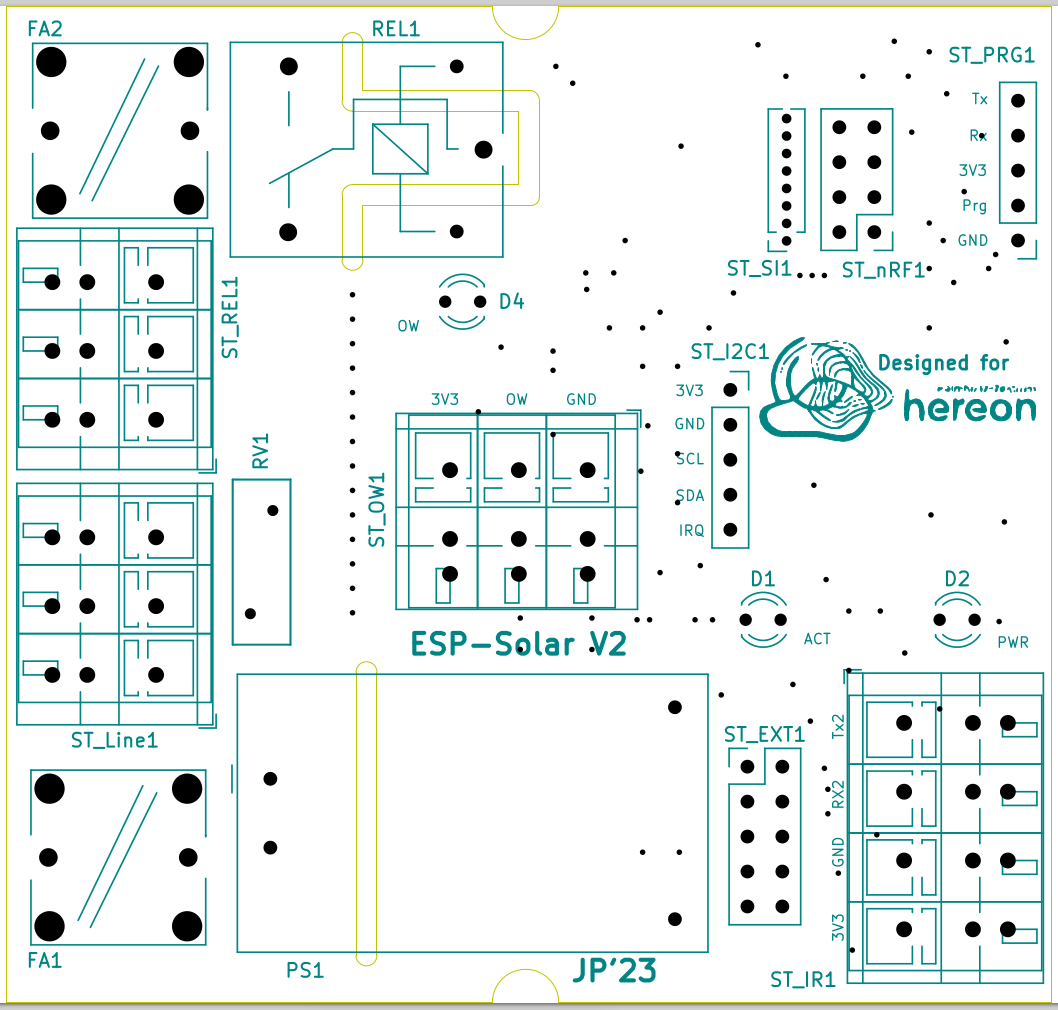 FA2
REL1
ST_PRG1
Tx
Rx
3V3
Prg
GND
ST_SI1
ST_nRF1
ST_REL1
D4
OW
ST_I2C1
3V3
GND
SCL
SDA
IRQ
Designed for
hereon
3V3 OW GND
RV1
ST_OW1
D1
D2
ACT
PWR
ESP-Solar V2
ST_Line1
ST_EXT1
Tx2
RX2
GND
3V3
FA1
PS1
JP'23
ST_IR1